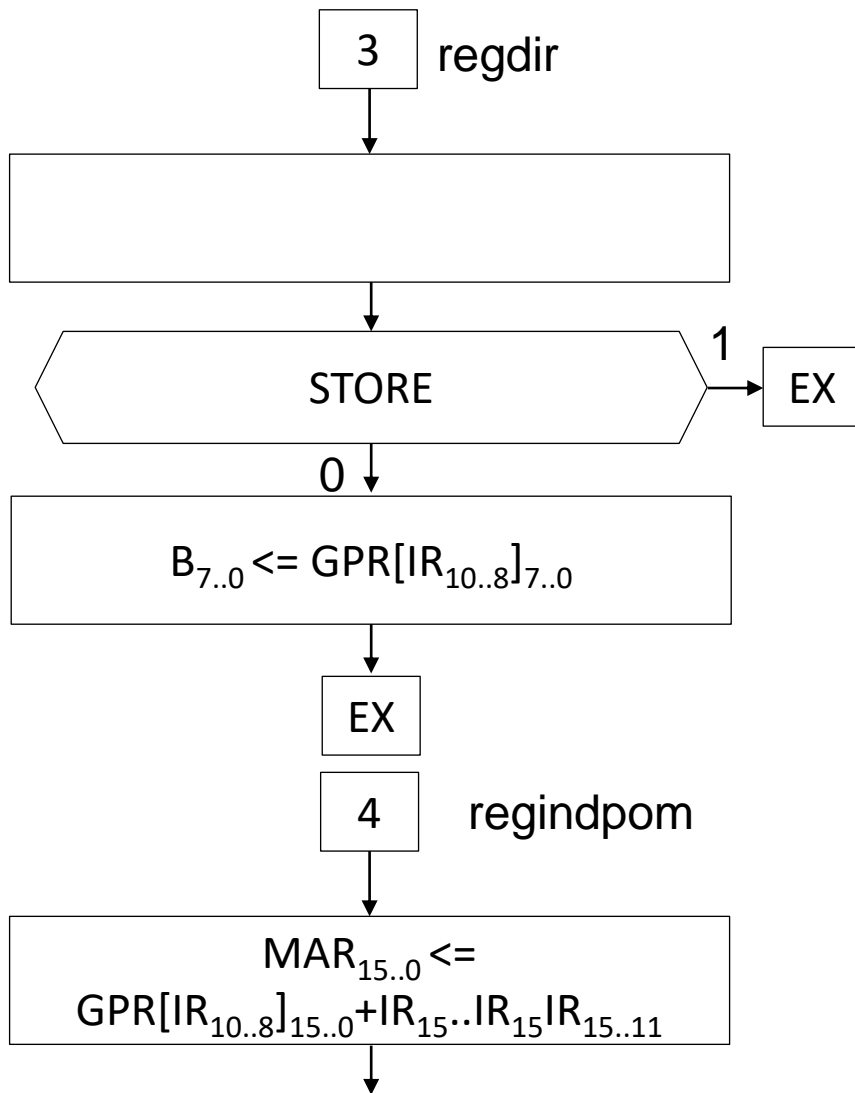 3 regdir
STORE
1
EX
0
B₇..₀ <= GPR[IR₁₀..₈]₇..₀
EX
4 regindpom
MAR₁₅..₀ <=
GPR[IR₁₀..₈]₁₅..₀+IR₁₅..IR₁₅IR₁₅..₁₁